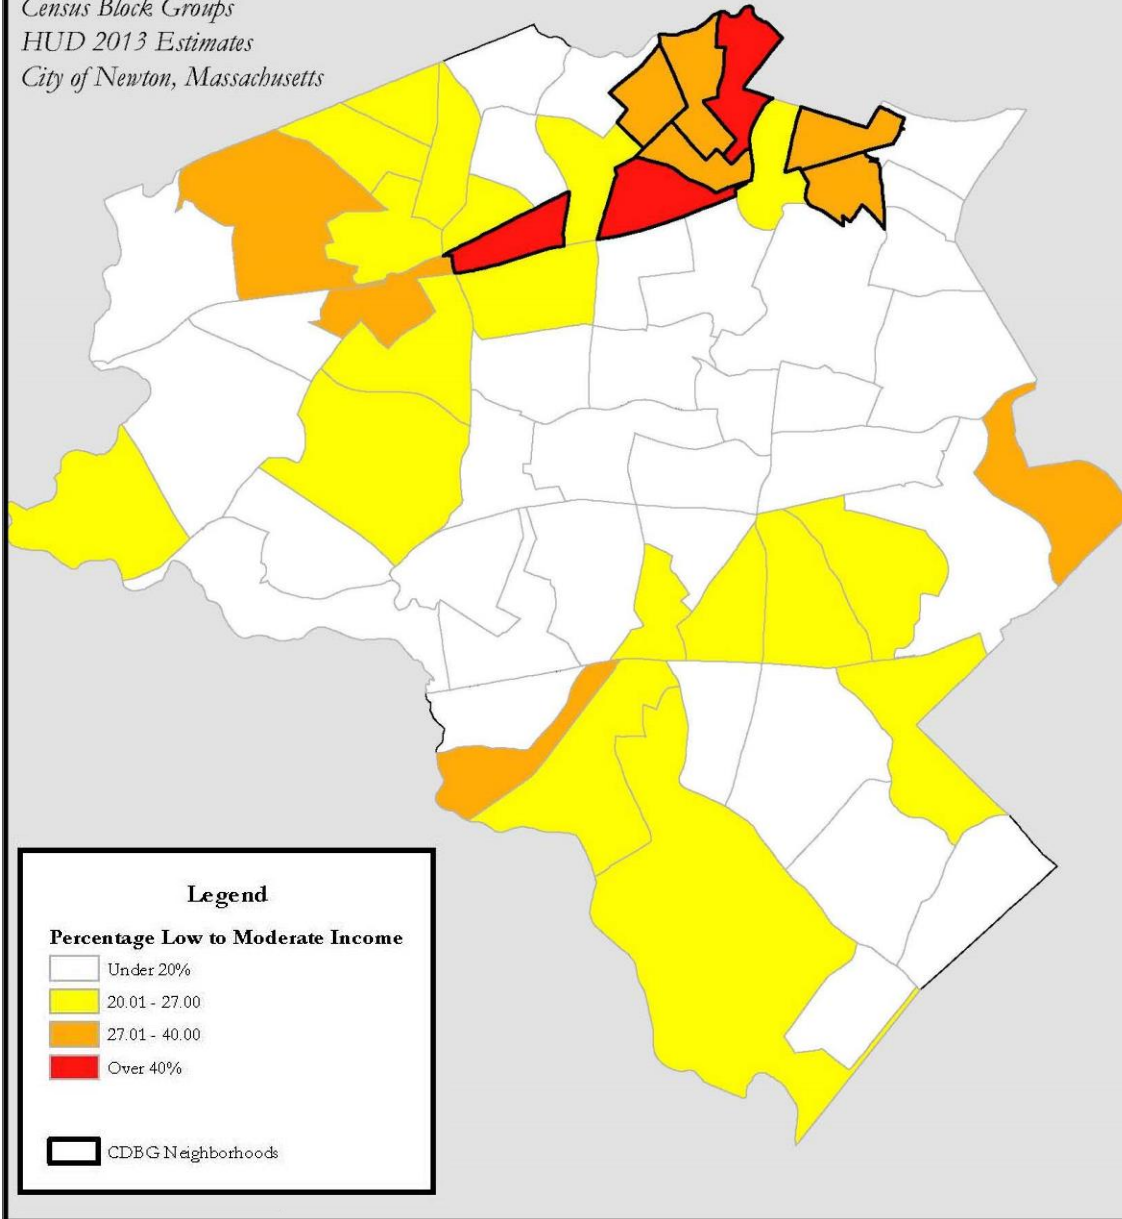 Census Block Groups
HUD 2013 Estimates
City of Newton, Massachusetts
Legend
Percentage Low to Moderate Income
Under 20%
20.01 - 27.00
27.01 - 40.00
Over 40%
CDBG Neighborhoods